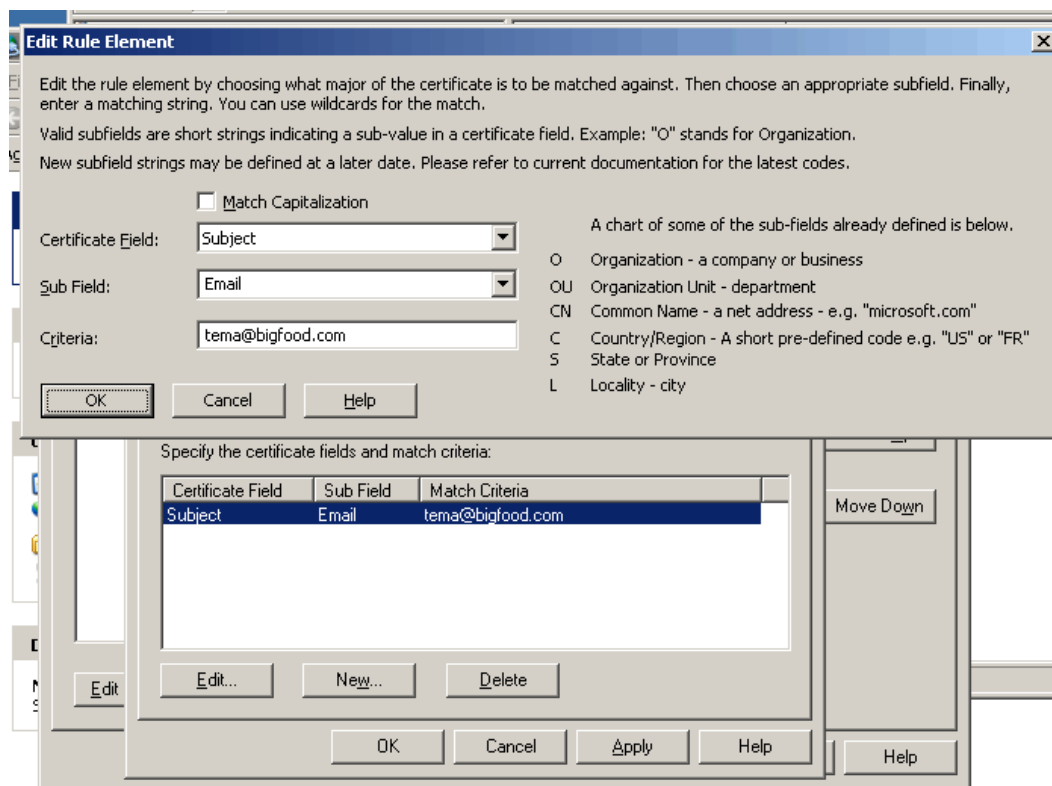 Edit Rule Element
Edit the rule element by choosing what major of the certificate is to be matched against. Then choose an appropriate subfield. Finally,
enter a matching string. You can use wildcards for the match.
Valid subfields are short strings indicating a sub-value in a certificate field. Example: "O" stands for Organization.
New subfield strings may be defined at a later date. Please refer to current documentation for the latest codes.
Match Capitalization
Certificate Field:
Subject
Sub Field:
Email
Criteria:
tema@bigfood.com
OK
Cancel
Help
A chart of some of the sub-fields already defined is below.
O Organization - a company or business
OU Organization Unit - department
CN Common Name - a net address - e.g. "microsoft.com"
C Country/Region - A short pre-defined code e.g. "US" or "FR"
S State or Province
L Locality - city
Specify the certificate fields and match criteria:
Certificate Field Sub Field Match Criteria
Subject Email tema@bigfood.com
Move Down
Edit... New... Delete
Edit
OK Cancel Apply Help
Help